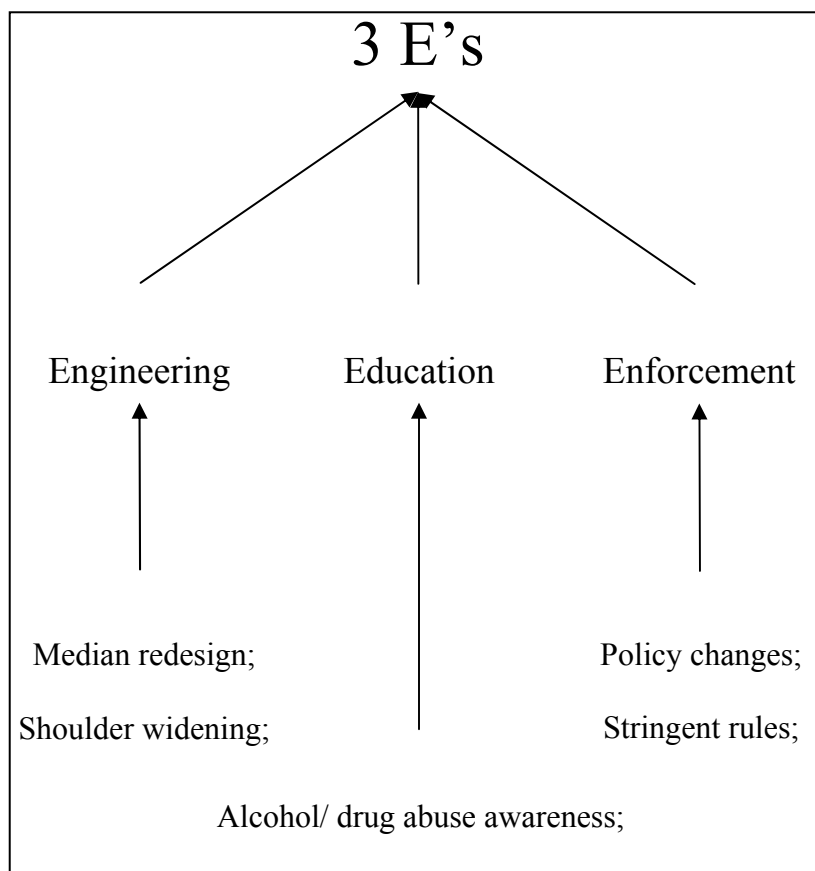 3 E’s
Engineering Education Enforcement
Median redesign; Policy changes;
Shoulder widening; Stringent rules;
Alcohol/ drug abuse awareness;